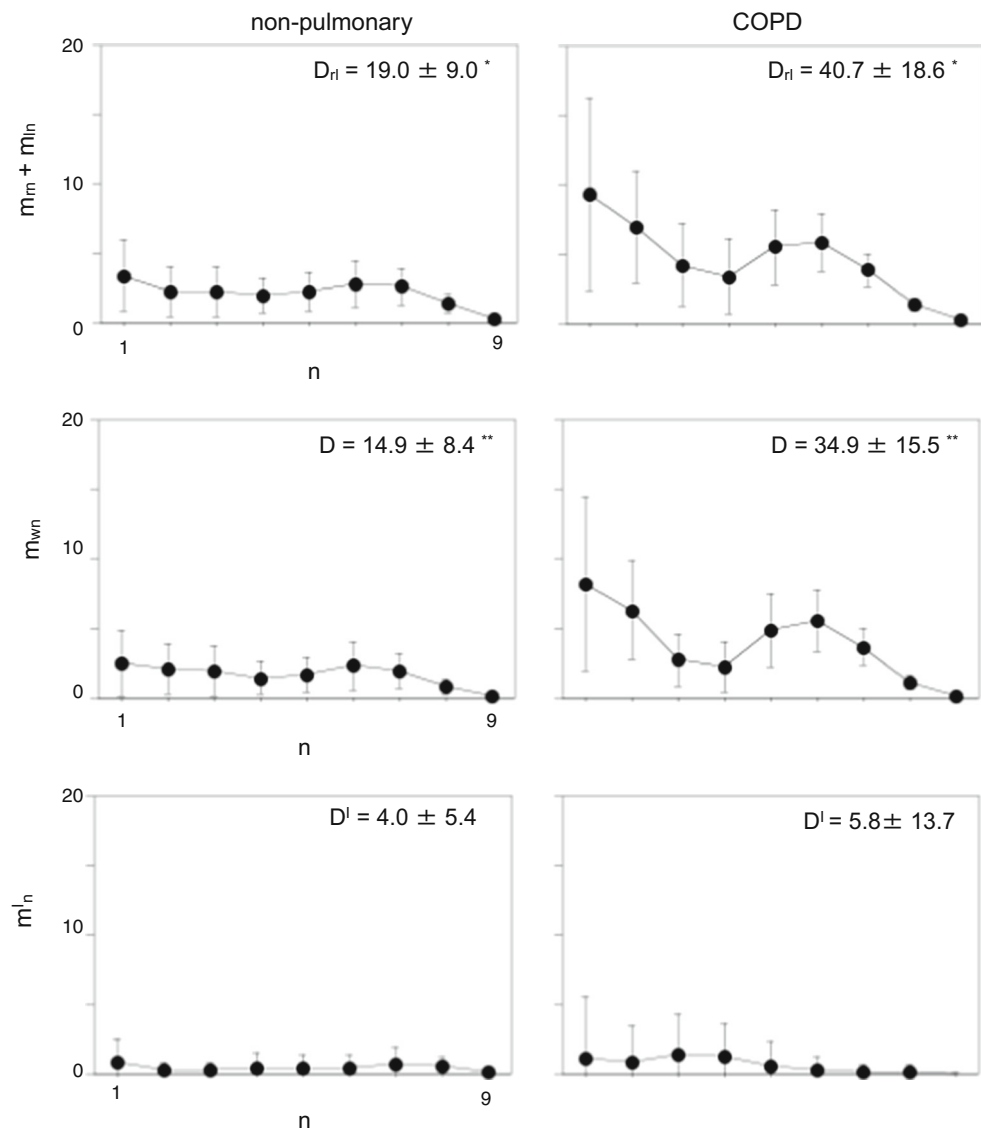 non-pulmonary
COPD
20
10
0
m_rn + m_ln
D_rl = 19.0 ± 9.0 *
D_rl = 40.7 ± 18.6 *
1
9
n
20
10
0
m_wn
D = 14.9 ± 8.4 **
D = 34.9 ± 15.5 **
1
9
n
20
10
0
m^l_n
D^l = 4.0 ± 5.4
D^l = 5.8± 13.7
1
9
n